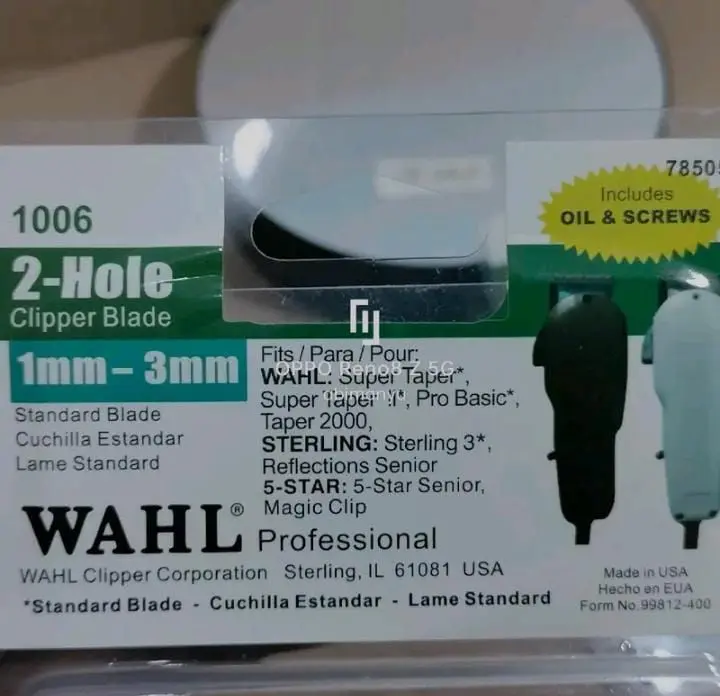 1006
2-Hole
Clipper Blade
1mm – 3mm
Standard Blade
Cuchilla Estandar
Lame Standard
Includes
OIL & SCREWS
Fits / Para / Pour:
WAHL: Super Taper*,
Super Taper II*, Pro Basic*,
Taper 2000,
STERLING: Sterling 3*,
Reflections Senior
5-STAR: 5-Star Senior,
Magic Clip
OPPO Reno8 Z 5G
WAHL® Professional
WAHL Clipper Corporation Sterling, IL 61081 USA
*Standard Blade - Cuchilla Estandar - Lame Standard
Made in USA
Hecho en EUA
Form No.99812-400